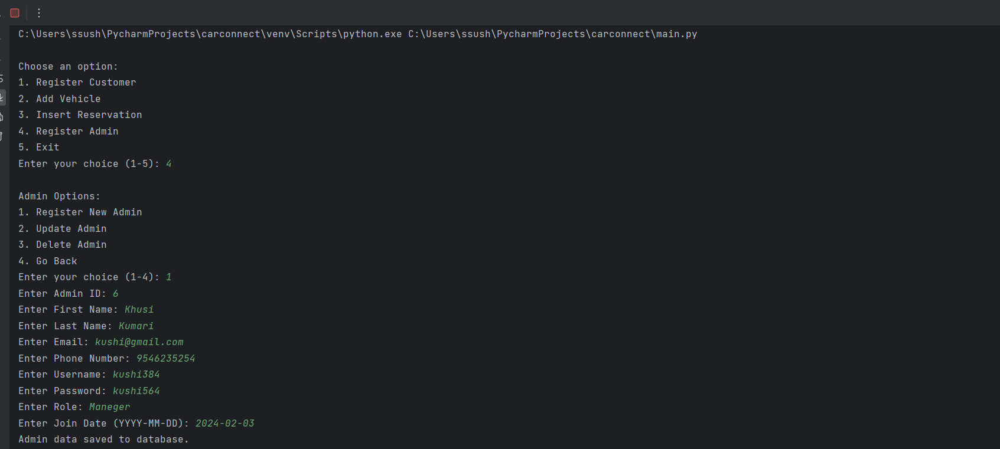 C:\Users\ssush\PycharmProjects\carconnect\venv\Scripts\python.exe C:\Users\ssush\PycharmProjects\carconnect\main.py
Choose an option:
1. Register Customer
2. Add Vehicle
3. Insert Reservation
4. Register Admin
5. Exit
Enter your choice (1-5): 4
Admin Options:
1. Register New Admin
2. Update Admin
3. Delete Admin
4. Go Back
Enter your choice (1-4): 1
Enter Admin ID: 6
Enter First Name: Khusi
Enter Last Name: Kumari
Enter Email: kushi@gmail.com
Enter Phone Number: 9546235254
Enter Username: kushi384
Enter Password: kushi564
Enter Role: Maneger
Enter Join Date (YYYY-MM-DD): 2024-02-03
Admin data saved to database.